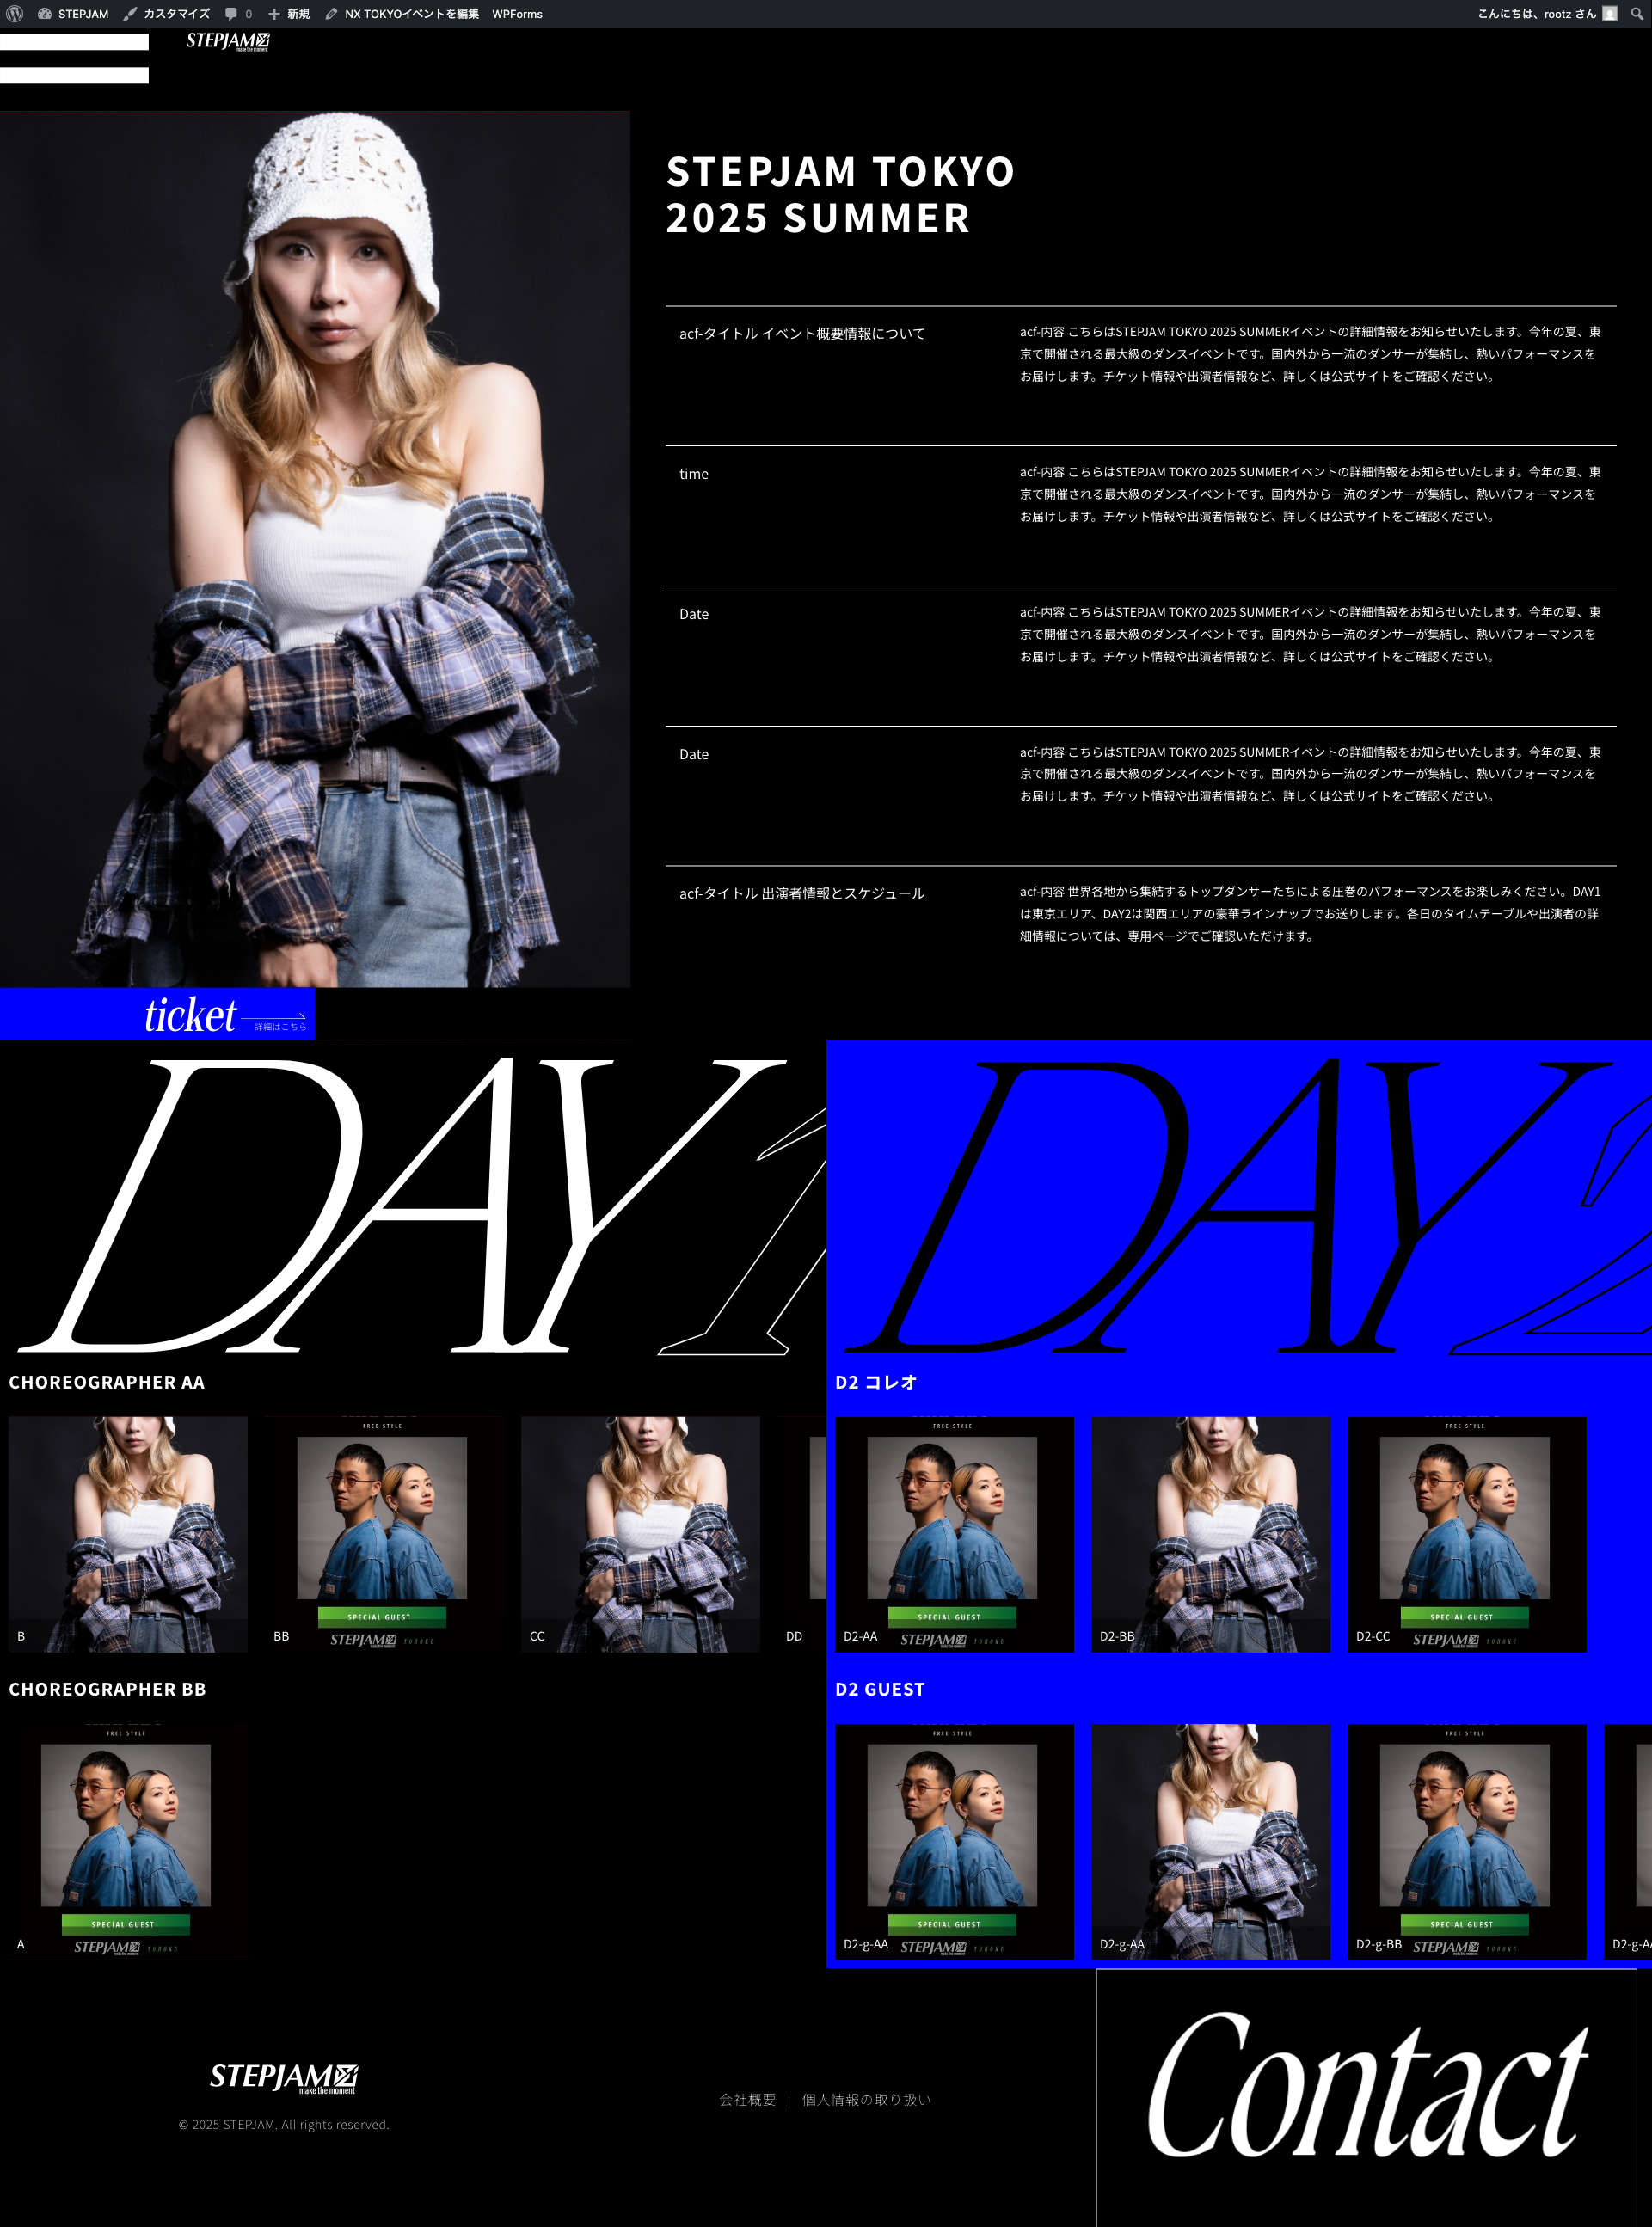 STEPJAM カスタマイズ 0 新規 NX TOKYOイベントを編集 WPForms こんにちは、rootz さん
STEPJAM
make the moment
STEPJAM TOKYO
2025 SUMMER
acf-タイトル イベント概要情報について
acf-内容 こちらはSTEPJAM TOKYO 2025 SUMMERイベントの詳細情報をお知らせいたします。今年の夏、東
京で開催される最大級のダンスイベントです。国内外から一流のダンサーが集結し、熱いパフォーマンスを
お届けします。チケット情報や出演者情報など、詳しくは公式サイトをご確認ください。
time
acf-内容 こちらはSTEPJAM TOKYO 2025 SUMMERイベントの詳細情報をお知らせいたします。今年の夏、東
京で開催される最大級のダンスイベントです。国内外から一流のダンサーが集結し、熱いパフォーマンスを
お届けします。チケット情報や出演者情報など、詳しくは公式サイトをご確認ください。
Date
acf-内容 こちらはSTEPJAM TOKYO 2025 SUMMERイベントの詳細情報をお知らせいたします。今年の夏、東
京で開催される最大級のダンスイベントです。国内外から一流のダンサーが集結し、熱いパフォーマンスを
お届けします。チケット情報や出演者情報など、詳しくは公式サイトをご確認ください。
Date
acf-内容 こちらはSTEPJAM TOKYO 2025 SUMMERイベントの詳細情報をお知らせいたします。今年の夏、東
京で開催される最大級のダンスイベントです。国内外から一流のダンサーが集結し、熱いパフォーマンスを
お届けします。チケット情報や出演者情報など、詳しくは公式サイトをご確認ください。
acf-タイトル 出演者情報とスケジュール
acf-内容 世界各地から集結するトップダンサーたちによる圧巻のパフォーマンスをお楽しみください。DAY1
は東京エリア、DAY2は関西エリアの豪華ラインナップでお送りします。各日のタイムテーブルや出演者の詳
細情報については、専用ページでご確認いただけます。
ticket
詳細はこちら
DAY 1
CHOREOGRAPHER AA
B
FREE STYLE
SPECIAL GUEST
BB STEPJAM
CC
DD
CHOREOGRAPHER BB
FREE STYLE
SPECIAL GUEST
A STEPJAM
DAY 2
D2 コレオ
FREE STYLE
SPECIAL GUEST
D2-AA STEPJAM
D2-BB
FREE STYLE
SPECIAL GUEST
D2-CC STEPJAM
D2 GUEST
FREE STYLE
SPECIAL GUEST
D2-g-AA STEPJAM
D2-g-AA
FREE STYLE
SPECIAL GUEST
D2-g-BB STEPJAM
STEPJAM
make the moment
© 2025 STEPJAM. All rights reserved.
会社概要 | 個人情報の取り扱い
Contact